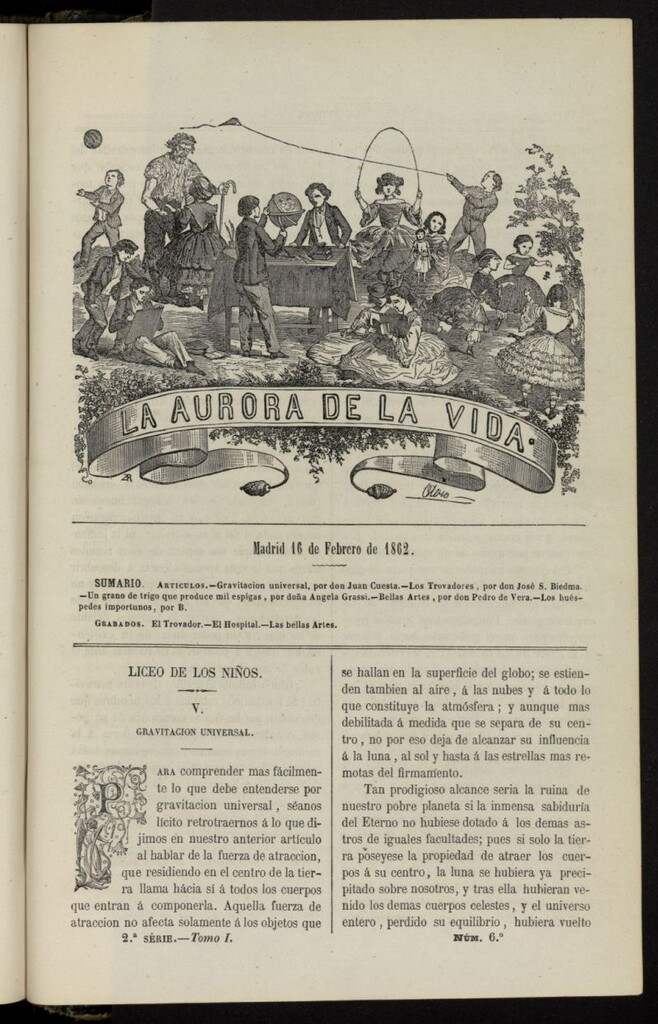 LA AURORA DE LA VIDA.
Madrid 16 de Febrero de 1862.
SUMARIO. ARTICULOS.—Gravitacion universal, por don Juan Cuesta.—Los Trovadores, por don José S. Biedma.
—Un grano de trigo que produce mil espigas, por doña Angela Grassi.—Bellas Artes, por don Pedro de Vera.—Los hués-
pedes importunos, por B.
GRABADOS. El Trovador.—El Hospital.—Las bellas Artes.
LICEO DE LOS NIÑOS.
V.
GRAVITACION UNIVERSAL.
PARA comprender mas fácilmen-
te lo que debe entenderse por
gravitacion universal, séanos
lícito retrotraernos á lo que di-
jimos en nuestro anterior artículo
al hablar de la fuerza de atraccion,
que residiendo en el centro de la tier-
ra llama hácia sí á todos los cuerpos
que entran á componerla. Aquella fuerza de
atraccion no afecta solamente á los objetos que
se hallan en la superficie del globo; se estien-
den tambien al aire, á las nubes y á todo lo
que constituye la atmósfera; y aunque mas
debilitada á medida que se separa de su cen-
tro, no por eso deja de alcanzar su influencia
á la luna, al sol y hasta á las estrellas mas re-
motas del firmamento.
Tan prodigioso alcance seria la ruina de
nuestro pobre planeta si la inmensa sabiduría
del Eterno no hubiese dotado á los demas as-
tros de iguales facultades; pues si solo la tier-
ra póseyese la propiedad de atraer los cuer-
pos á su centro, la luna se hubiera ya preci-
pitado sobre nosotros, y tras ella hubieran ve-
nido los demas cuerpos celestes, y el universo
entero, perdido su equilibrio, hubiera vuelto
2.ª SÉRIE.—Tomo I.
NÚM. 6.º